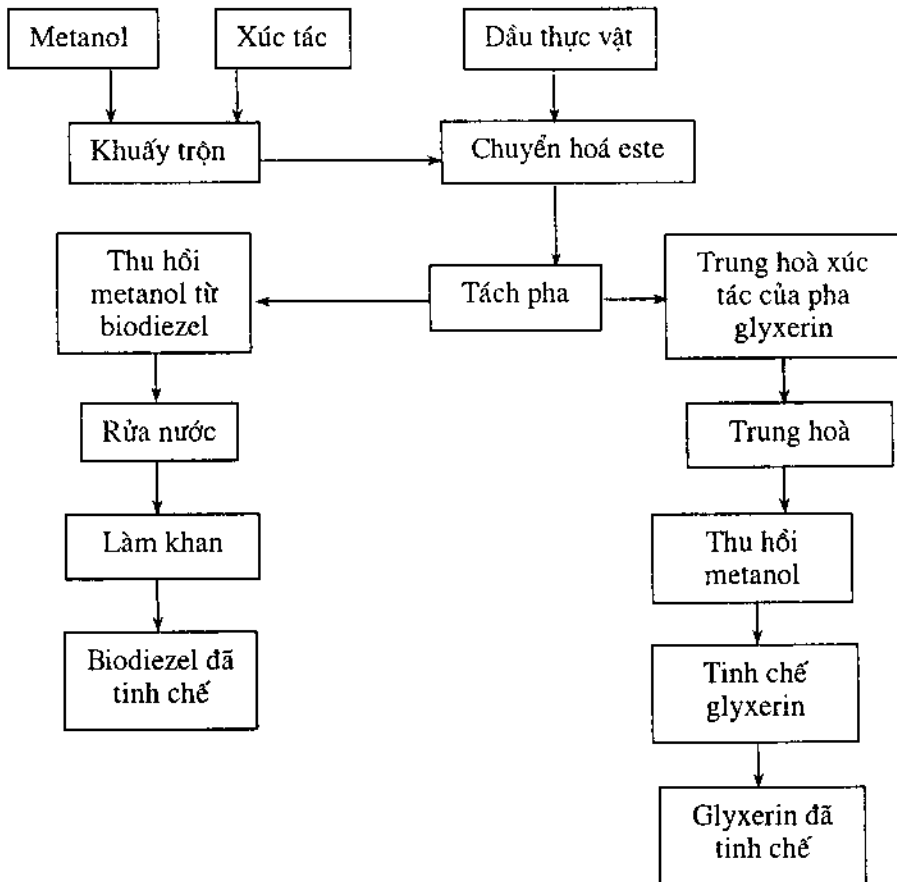 Metanol
Xúc tác
Dầu thực vật
Khuấy trộn
Chuyển hoá este
Thu hồi
metanol từ
biodiezel
Tách pha
Trung hoà xúc
tác của pha
glyxerin
Rửa nước
Trung hoà
Làm khan
Thu hồi
metanol
Biodiezel đã
tinh chế
Tinh chế
glyxerin
Glyxerin đã
tinh chế